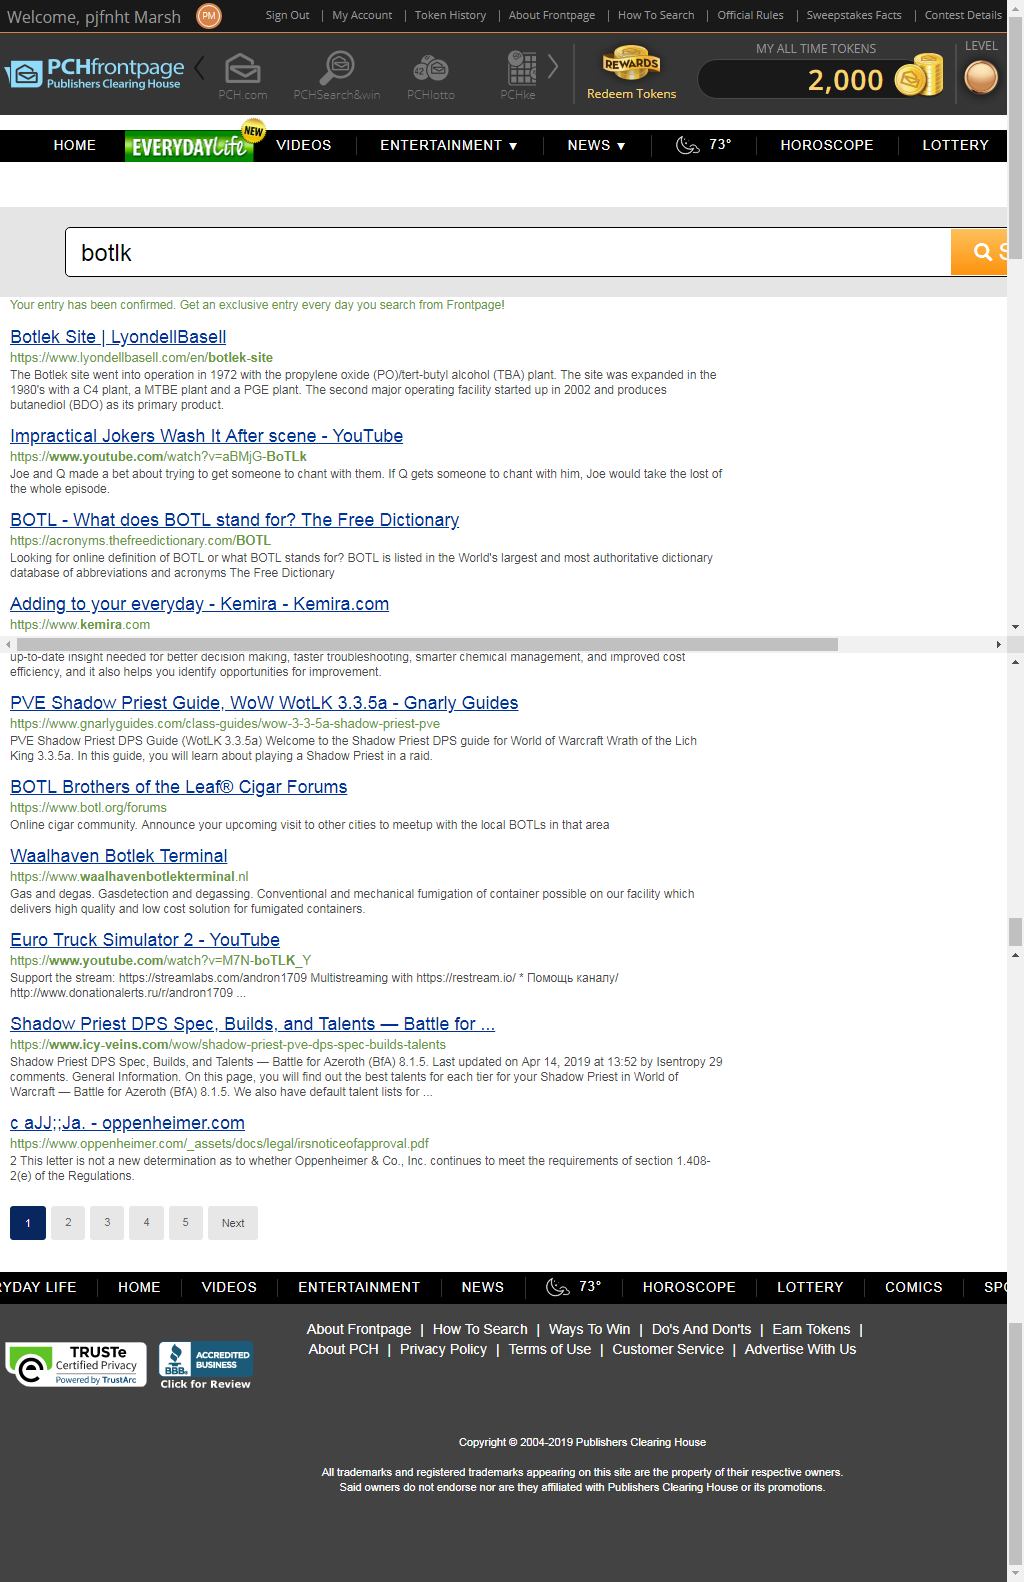 Welcome, pjfnht Marsh PM Sign Out | My Account | Token History | About Frontpage | How To Search | Official Rules | Sweepstakes Facts | Contest Details
PCHfrontpage
Publishers Clearing House
PCH.com PCHSearch&win PCHlotto PCHke
REWARDS
Redeem Tokens
MY ALL TIME TOKENS
2,000
LEVEL
HOME EVERYDAYLife NEW VIDEOS ENTERTAINMENT ▼ NEWS ▼ 73° HOROSCOPE LOTTERY
botlk S
Your entry has been confirmed. Get an exclusive entry every day you search from Frontpage!
Botlek Site | LyondellBasell
https://www.lyondellbasell.com/en/botlek-site
The Botlek site went into operation in 1972 with the propylene oxide (PO)/tert-butyl alcohol (TBA) plant. The site was expanded in the
1980's with a C4 plant, a MTBE plant and a PGE plant. The second major operating facility started up in 2002 and produces
butanediol (BDO) as its primary product.
Impractical Jokers Wash It After scene - YouTube
https://www.youtube.com/watch?v=aBMjG-BoTLk
Joe and Q made a bet about trying to get someone to chant with them. If Q gets someone to chant with him, Joe would take the lost of
the whole episode.
BOTL - What does BOTL stand for? The Free Dictionary
https://acronyms.thefreedictionary.com/BOTL
Looking for online definition of BOTL or what BOTL stands for? BOTL is listed in the World's largest and most authoritative dictionary
database of abbreviations and acronyms The Free Dictionary
Adding to your everyday - Kemira - Kemira.com
https://www.kemira.com
up-to-date insight needed for better decision making, faster troubleshooting, smarter chemical management, and improved cost
efficiency, and it also helps you identify opportunities for improvement.
PVE Shadow Priest Guide, WoW WotLK 3.3.5a - Gnarly Guides
https://www.gnarlyguides.com/class-guides/wow-3-3-5a-shadow-priest-pve
PVE Shadow Priest DPS Guide (WotLK 3.3.5a) Welcome to the Shadow Priest DPS guide for World of Warcraft Wrath of the Lich
King 3.3.5a. In this guide, you will learn about playing a Shadow Priest in a raid.
BOTL Brothers of the Leaf® Cigar Forums
https://www.botl.org/forums
Online cigar community. Announce your upcoming visit to other cities to meetup with the local BOTLs in that area
Waalhaven Botlek Terminal
https://www.waalhavenbotlekterminal.nl
Gas and degas. Gasdetection and degassing. Conventional and mechanical fumigation of container possible on our facility which
delivers high quality and low cost solution for fumigated containers.
Euro Truck Simulator 2 - YouTube
https://www.youtube.com/watch?v=M7N-boTLK_Y
Support the stream: https://streamlabs.com/andron1709 Multistreaming with https://restream.io/ * Помощь каналу/
http://www.donationalerts.ru/r/andron1709 ...
Shadow Priest DPS Spec, Builds, and Talents — Battle for ...
https://www.icy-veins.com/wow/shadow-priest-pve-dps-spec-builds-talents
Shadow Priest DPS Spec, Builds, and Talents — Battle for Azeroth (BfA) 8.1.5. Last updated on Apr 14, 2019 at 13:52 by Isentropy 29
comments. General Information. On this page, you will find out the best talents for each tier for your Shadow Priest in World of
Warcraft — Battle for Azeroth (BfA) 8.1.5. We also have default talent lists for ...
c aJJ;;Ja. - oppenheimer.com
https://www.oppenheimer.com/_assets/docs/legal/irsnoticeofapproval.pdf
2 This letter is not a new determination as to whether Oppenheimer & Co., Inc. continues to meet the requirements of section 1.408-
2(e) of the Regulations.
1 2 3 4 5 Next
RYDAY LIFE HOME VIDEOS ENTERTAINMENT NEWS 73° HOROSCOPE LOTTERY COMICS SPO
About Frontpage | How To Search | Ways To Win | Do's And Don'ts | Earn Tokens |
About PCH | Privacy Policy | Terms of Use | Customer Service | Advertise With Us
TRUSTe
Certified Privacy
Powered by TrustArc
BBB
ACCREDITED
BUSINESS
Click for Review
Copyright © 2004-2019 Publishers Clearing House
All trademarks and registered trademarks appearing on this site are the property of their respective owners.
Said owners do not endorse nor are they affiliated with Publishers Clearing House or its promotions.